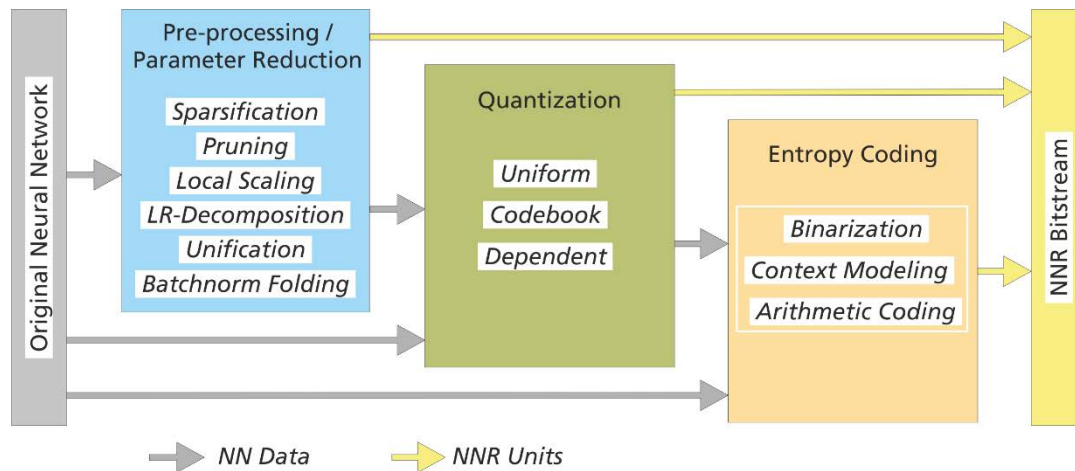 Original Neural Network
Pre-processing /
Parameter Reduction
Sparsification
Pruning
Local Scaling
LR-Decomposition
Unification
Batchnorm Folding
Quantization
Uniform
Codebook
Dependent
Entropy Coding
Binarization
Context Modeling
Arithmetic Coding
NNR Bitstream
NN Data
NNR Units